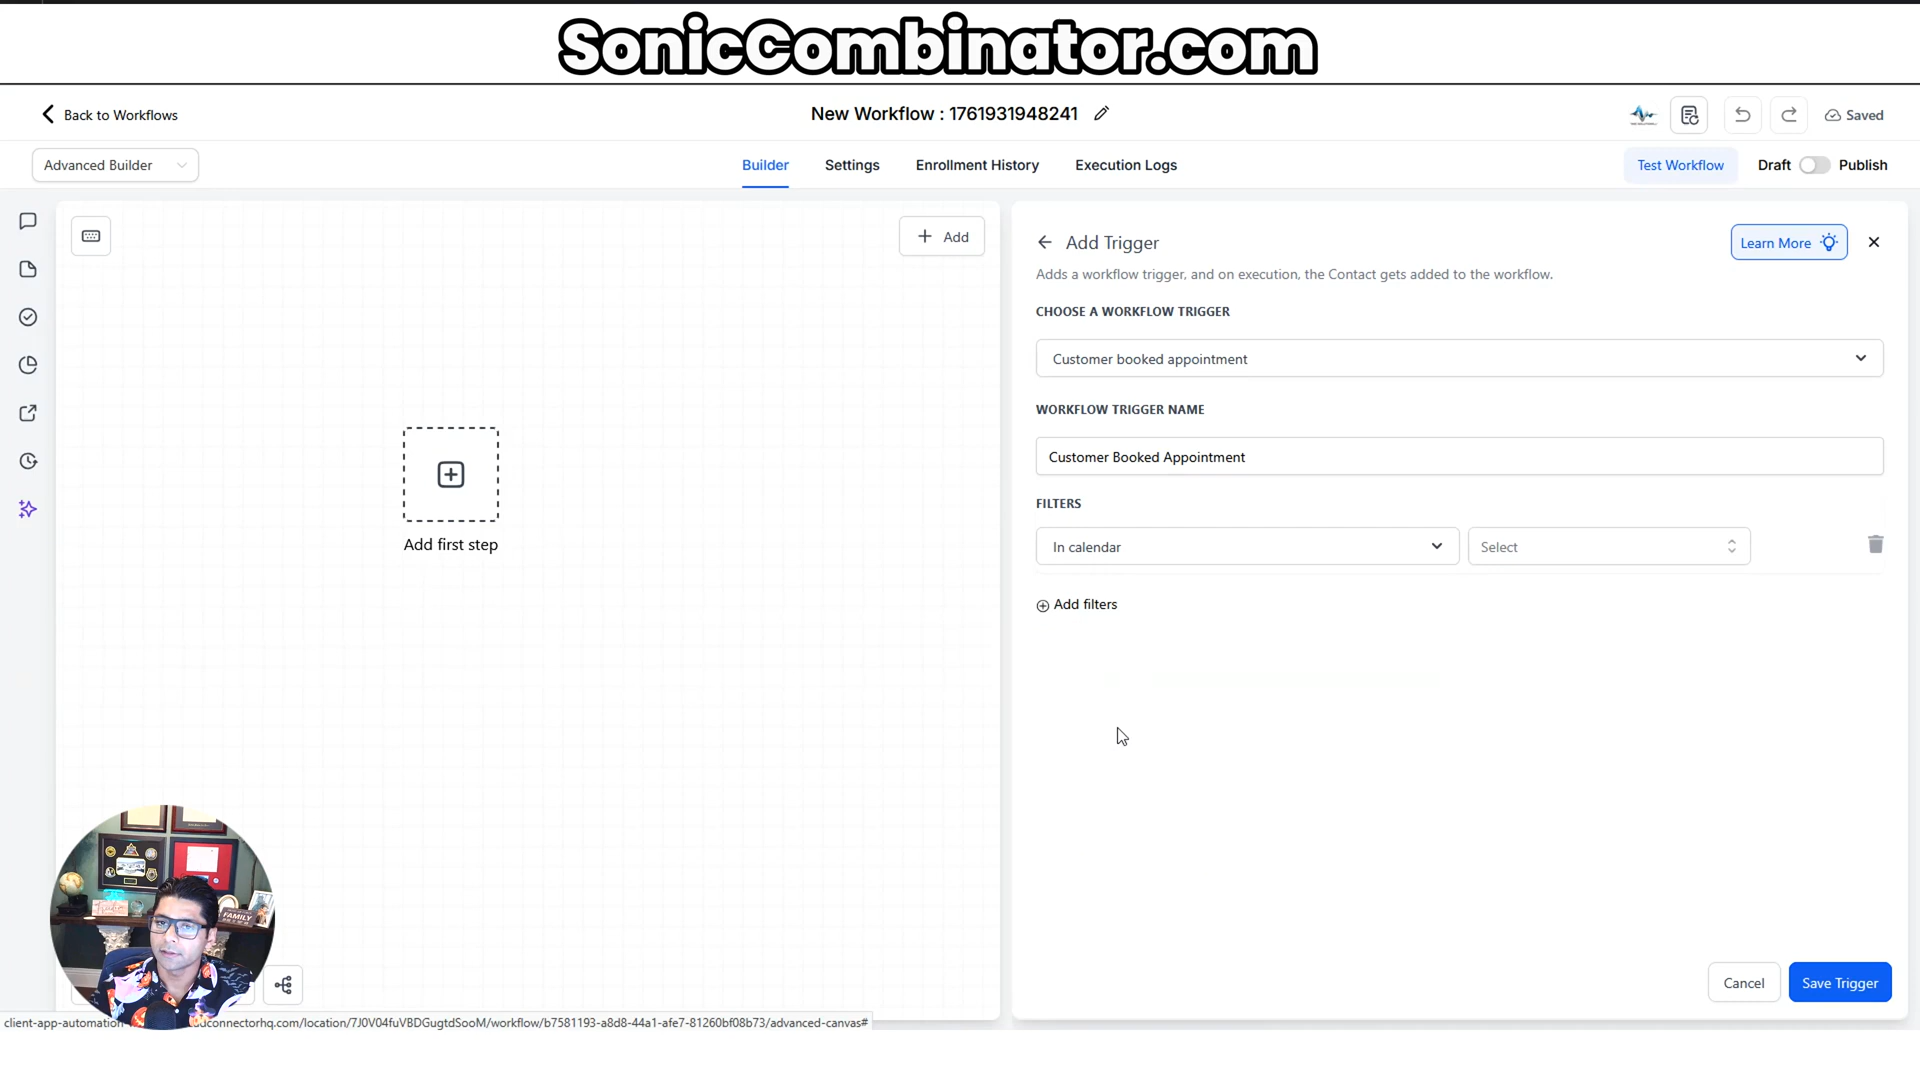 SonicCombinator.com
Back to Workflows
New Workflow : 1761931948241
Saved
Advanced Builder
Builder
Settings
Enrollment History
Execution Logs
Test Workflow
Draft
Publish
Add
Add first step
Add Trigger
Learn More
Adds a workflow trigger, and on execution, the Contact gets added to the workflow.
CHOOSE A WORKFLOW TRIGGER
Customer booked appointment
WORKFLOW TRIGGER NAME
Customer Booked Appointment
FILTERS
In calendar
Select
Add filters
Cancel
Save Trigger
FAMILY
client-app-automation
connectorhq.com/location/7J0V04fuVBDGugtdSooM/workflow/b7581193-a8d8-44a1-afe7-81260bf08b73/advanced-canvas#